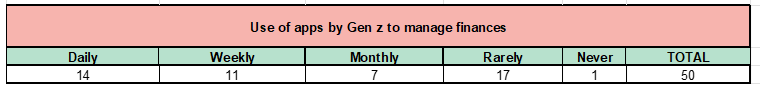 Use of apps by Gen z to manage finances
Daily Weekly Monthly Rarely Never TOTAL
14 11 7 17 1 50